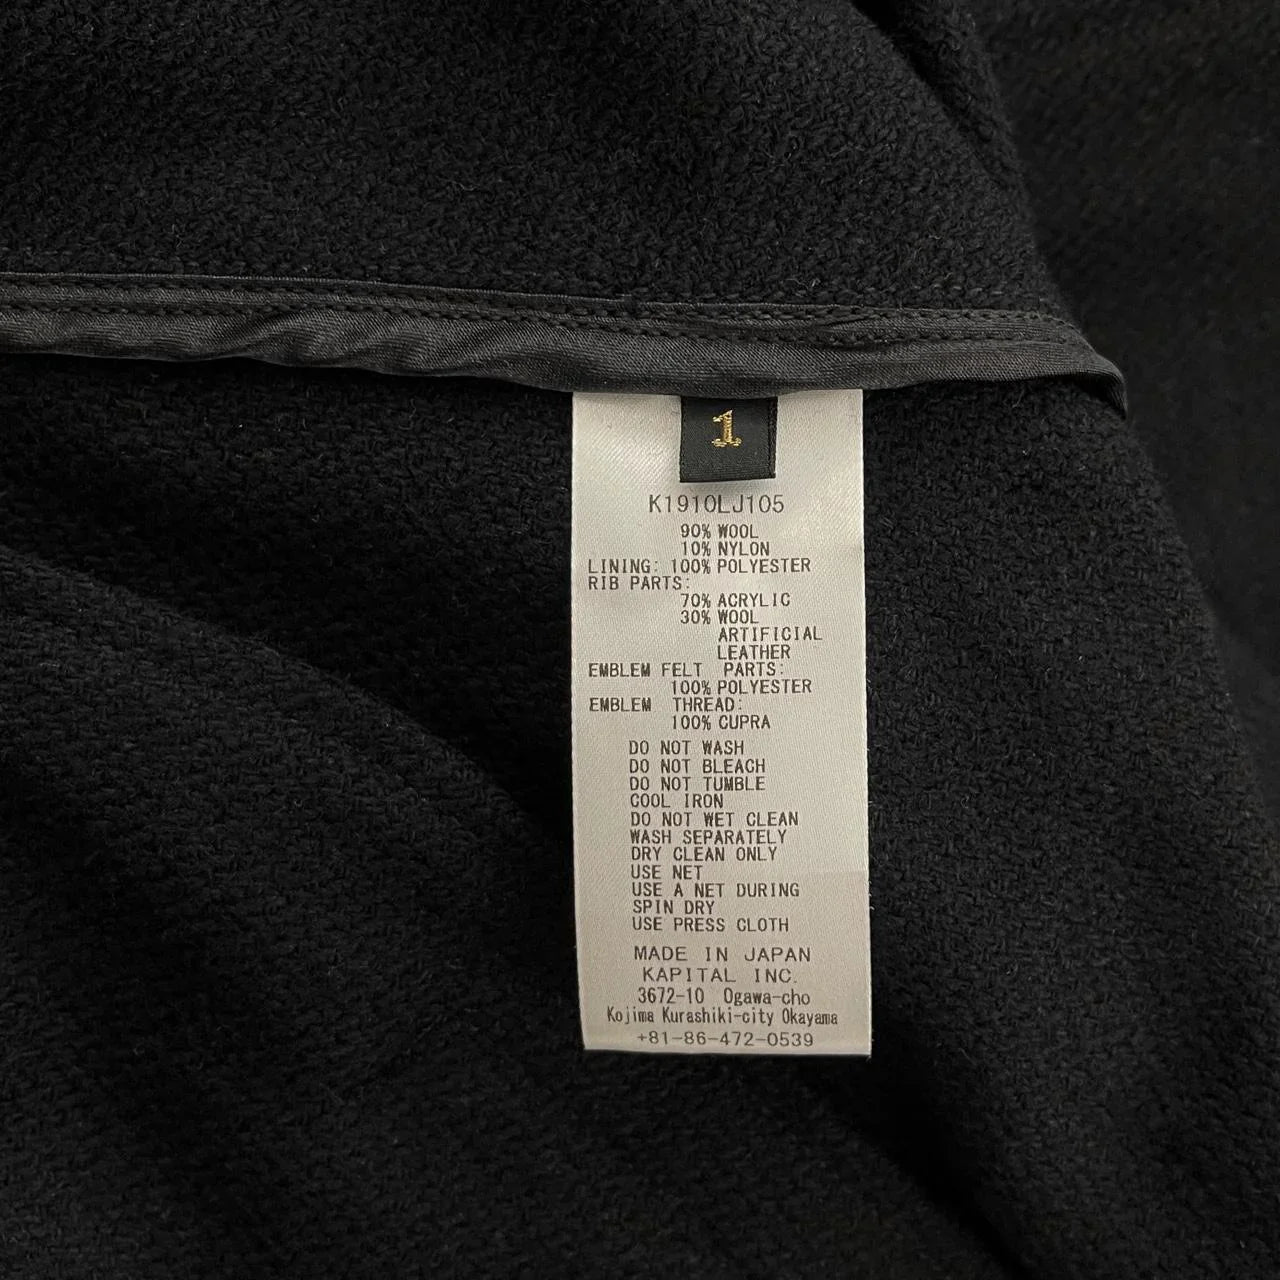 1
K1910LJ105
90% WOOL
10% NYLON
LINING: 100% POLYESTER
RIB PARTS:
70% ACRYLIC
30% WOOL
ARTIFICIAL
LEATHER
EMBLEM FELT PARTS:
100% POLYESTER
EMBLEM THREAD:
100% CUPRA
DO NOT WASH
DO NOT BLEACH
DO NOT TUMBLE
COOL IRON
DO NOT WET CLEAN
WASH SEPARATELY
DRY CLEAN ONLY
USE NET
USE A NET DURING
SPIN DRY
USE PRESS CLOTH
MADE IN JAPAN
KAPITAL INC.
3672-10 Ogawa-cho
Kojima Kurashiki-city Okayama
+81-86-472-0539